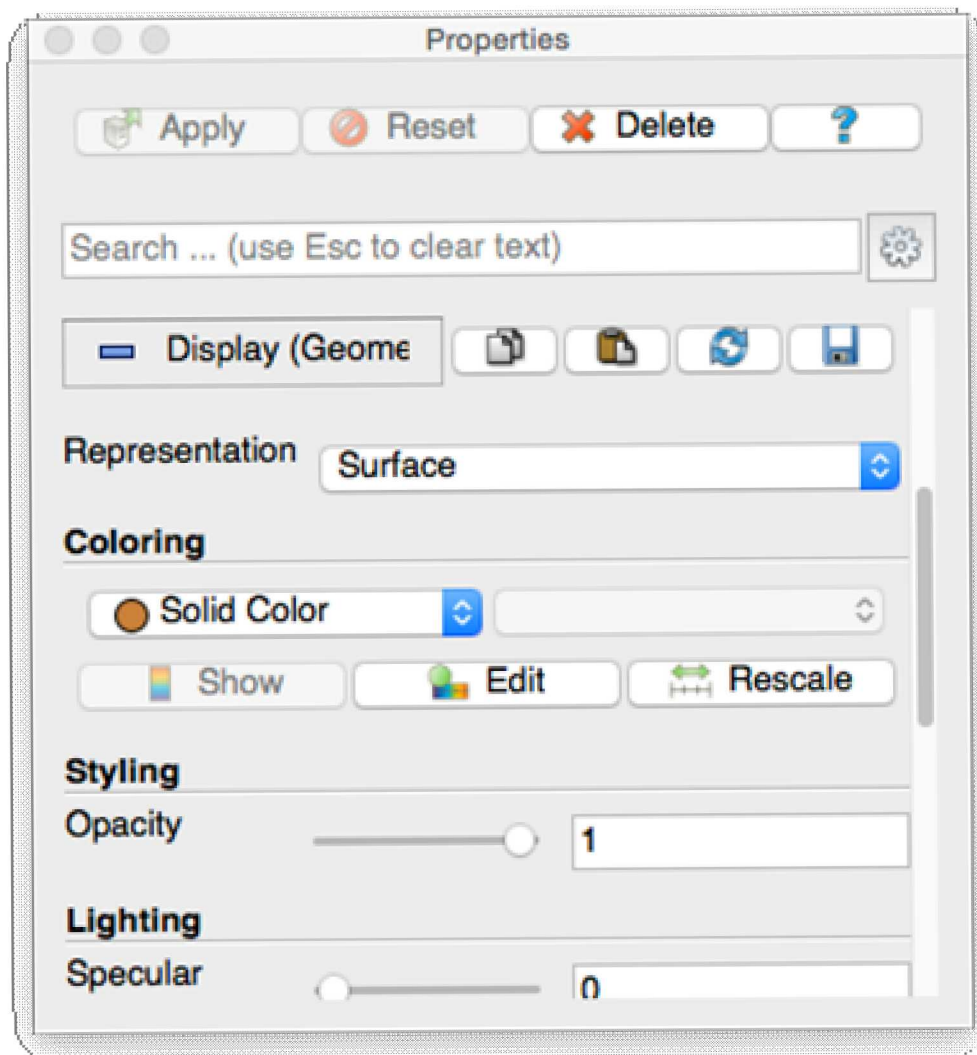 Properties
Apply Reset Delete ?
Search ... (use Esc to clear text)
Display (Geome
Representation Surface
Coloring
Solid Color
Show Edit Rescale
Styling
Opacity 1
Lighting
Specular 0